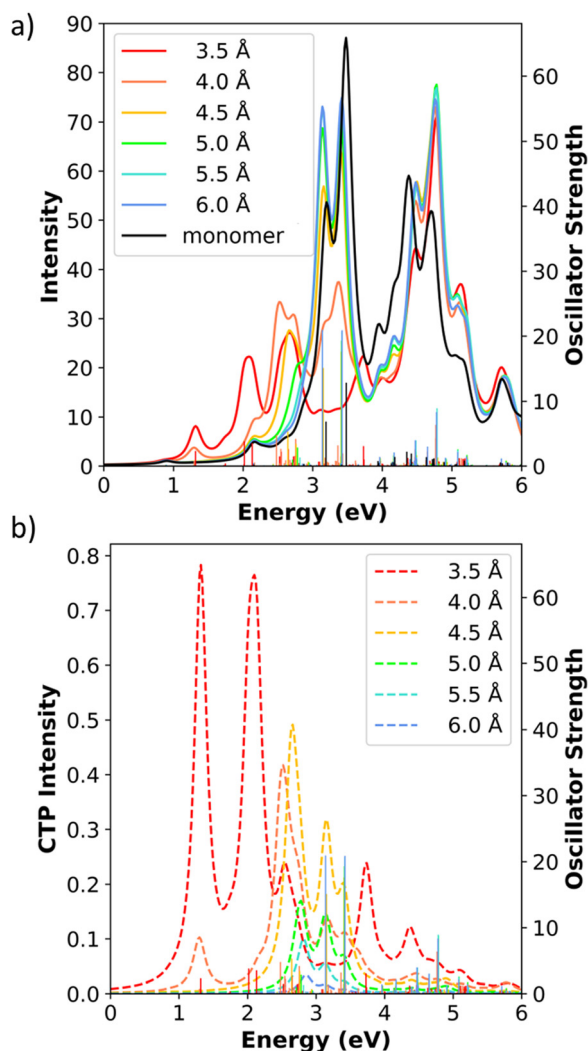 a)
90
80
70
60
50
40
30
20
10
0
Intensity
3.5 Å
4.0 Å
4.5 Å
5.0 Å
5.5 Å
6.0 Å
monomer
60
50
40
30
20
10
0
Oscillator Strength
0 1 2 3 4 5 6
Energy (eV)
b)
0.8
0.7
0.6
0.5
0.4
0.3
0.2
0.1
0.0
CTP Intensity
3.5 Å
4.0 Å
4.5 Å
5.0 Å
5.5 Å
6.0 Å
60
50
40
30
20
10
0
Oscillator Strength
0 1 2 3 4 5 6
Energy (eV)